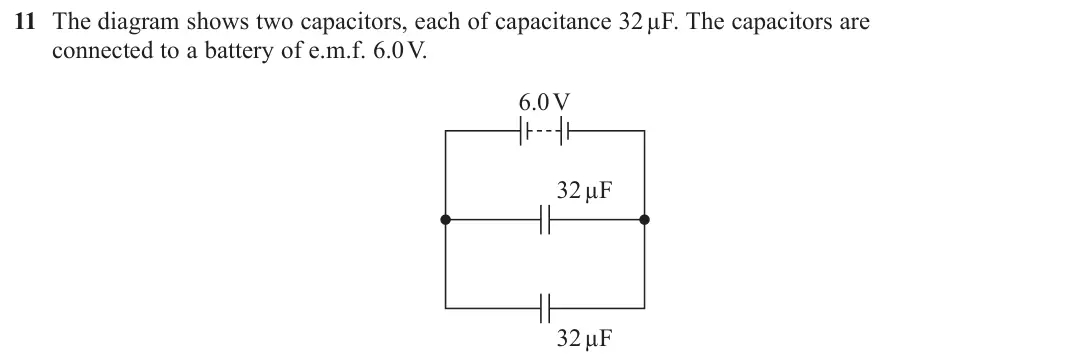 11 The diagram shows two capacitors, each of capacitance 32 µF. The capacitors are
connected to a battery of e.m.f. 6.0 V.
6.0 V
32 µF
32 µF